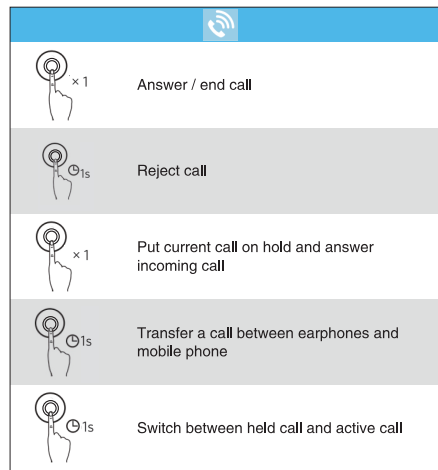 × 1
Answer / end call
1s
Reject call
× 1
Put current call on hold and answer
incoming call
1s
Transfer a call between earphones and
mobile phone
1s
Switch between held call and active call